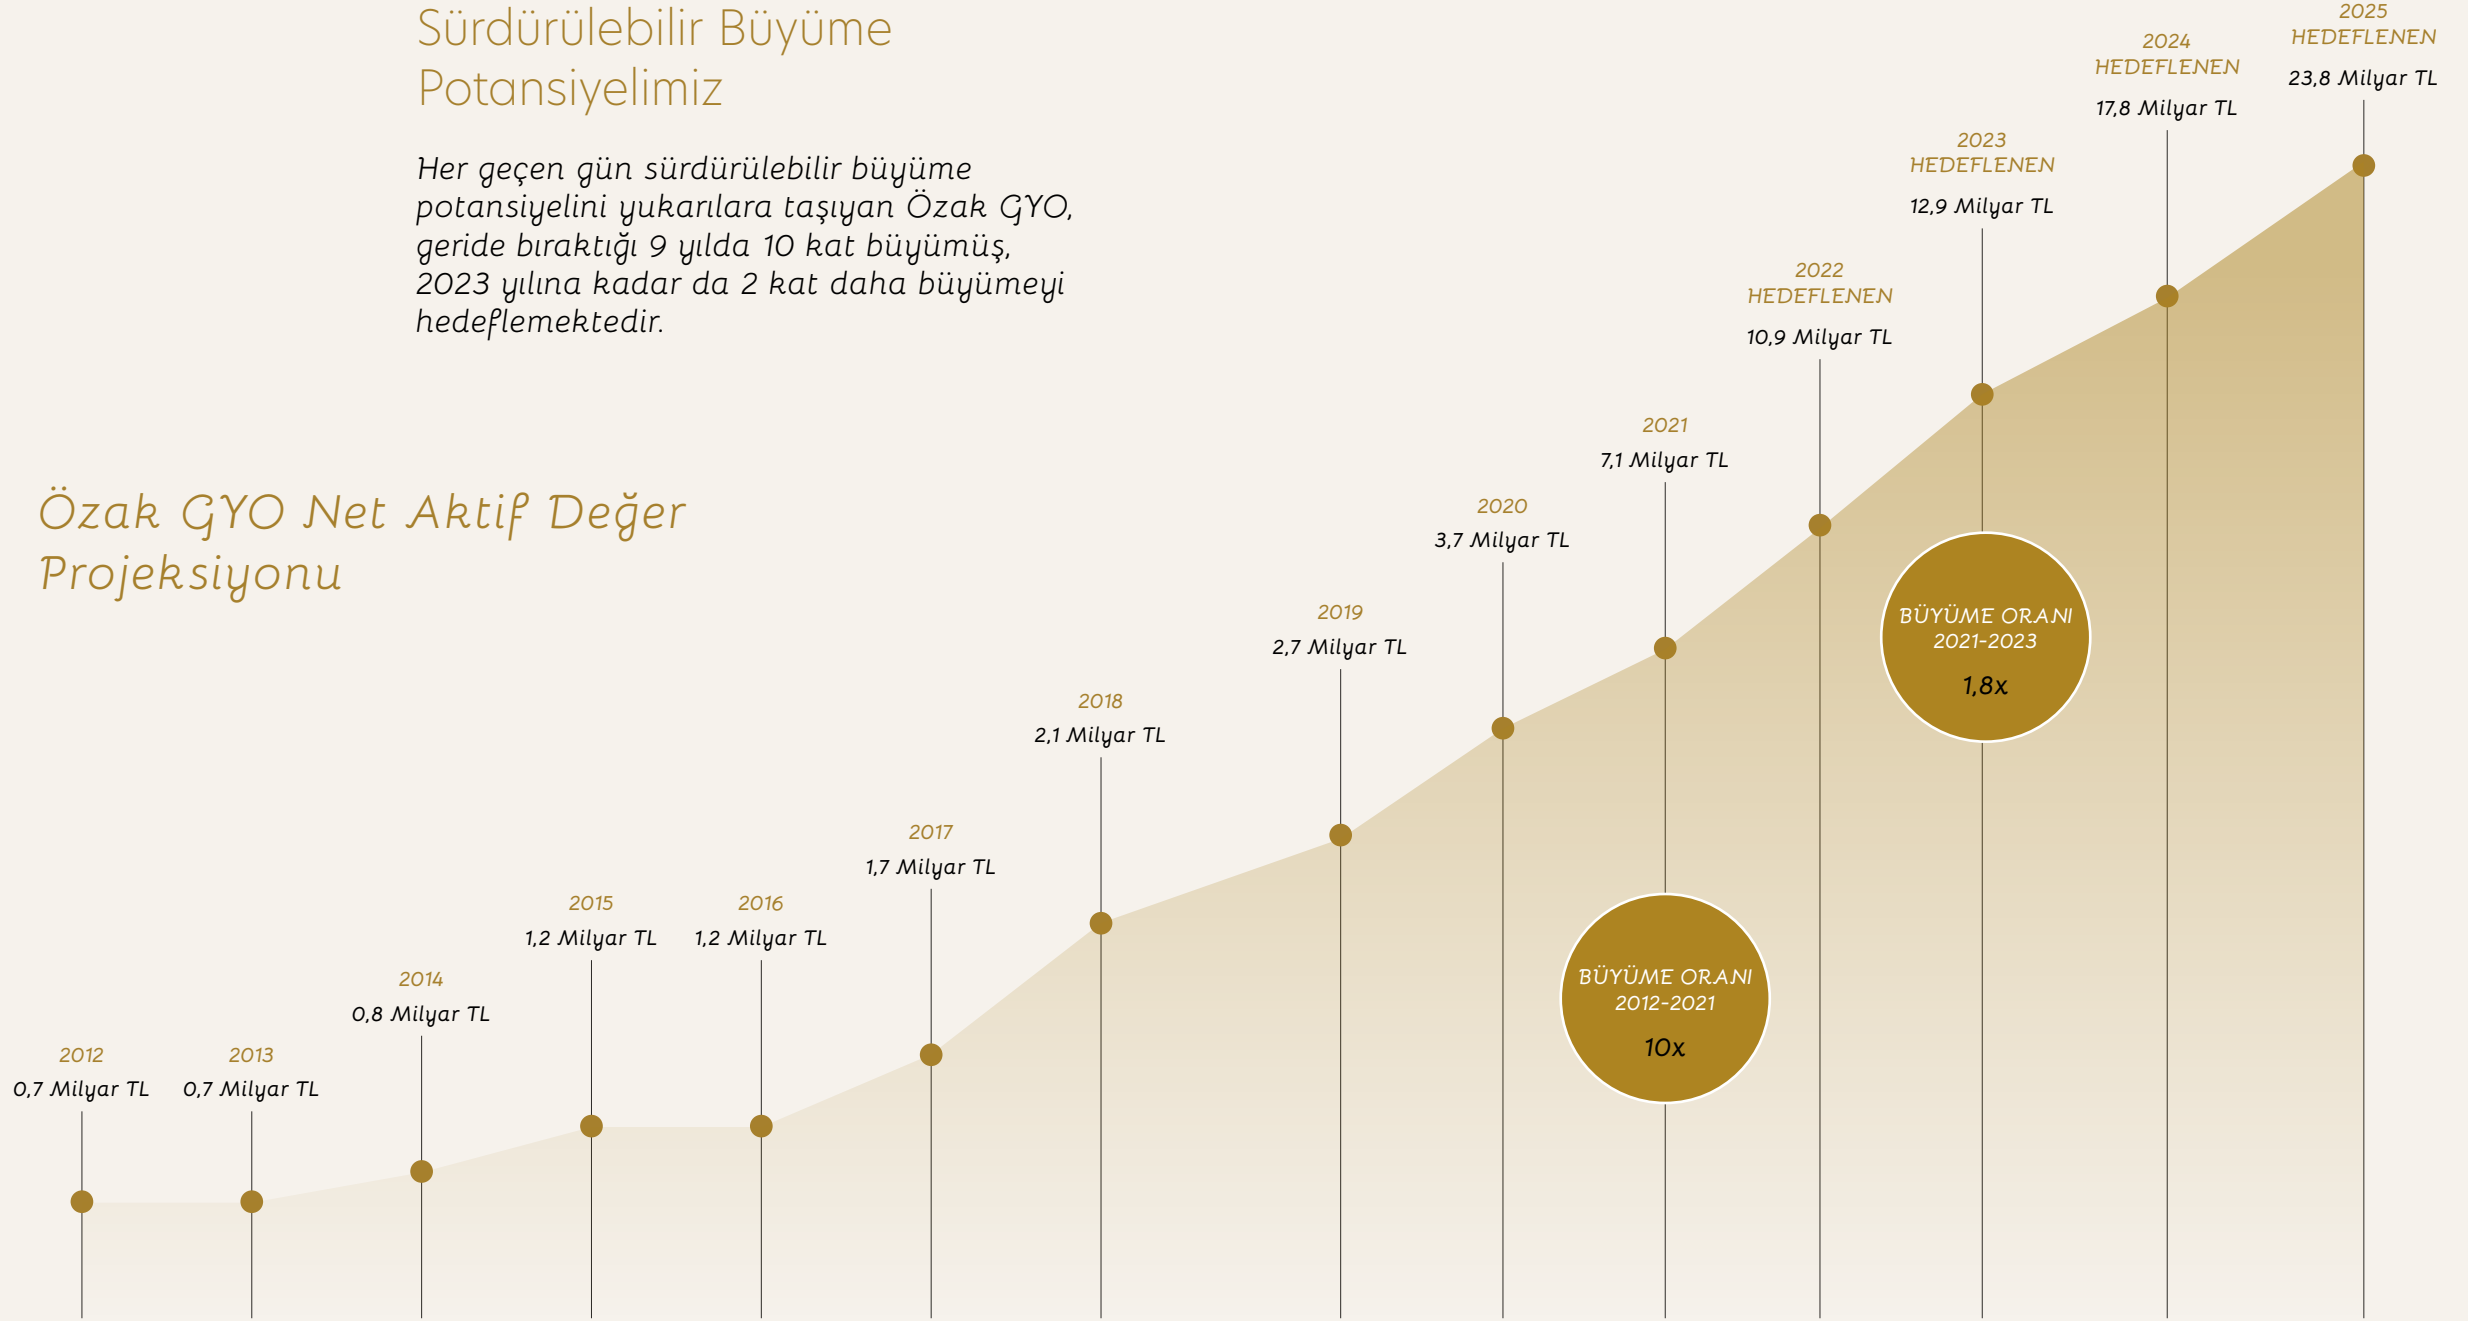 Sürdürülebilir Büyüme
Potansiyelimiz
Her geçen gün sürdürülebilir büyüme
potansiyelini yukarılara taşıyan Özak GYO,
geride bıraktığı 9 yılda 10 kat büyümüş,
2023 yılına kadar da 2 kat daha büyümeyi
hedeflemektedir.
Özak GYO Net Aktif Değer
Projeksiyonu
2012
0,7 Milyar TL
2013
0,7 Milyar TL
2014
0,8 Milyar TL
2015
1,2 Milyar TL
2016
1,2 Milyar TL
2017
1,7 Milyar TL
2018
2,1 Milyar TL
2019
2,7 Milyar TL
2020
3,7 Milyar TL
2021
7,1 Milyar TL
2022
HEDEFLENEN
10,9 Milyar TL
2023
HEDEFLENEN
12,9 Milyar TL
2024
HEDEFLENEN
17,8 Milyar TL
2025
HEDEFLENEN
23,8 Milyar TL
BÜYÜME ORANI
2012-2021
10x
BÜYÜME ORANI
2021-2023
1,8x